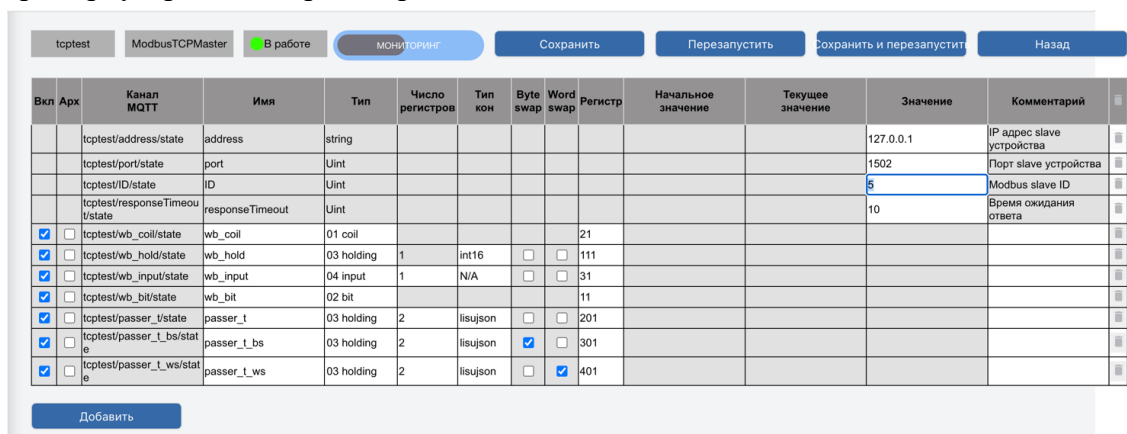 tcptest ModbusTCPMaster В работе МОНИТОРИНГ Сохранить Перезапустить Сохранить и перезапустить Назад
Вкл Арх Канал MQTT Имя Тип Число регистров Тип кон Byte swap Word swap Регистр Начальное значение Текущее значение Значение Комментарий
tcptest/address/state address string 127.0.0.1 IP адрес slave устройства
tcptest/port/state port Uint 1502 Порт slave устройства
tcptest/ID/state ID Uint 5 Modbus slave ID
tcptest/responseTimeout/state responseTimeout Uint 10 Время ожидания ответа
tcptest/wb_coil/state wb_coil 01 coil 21
tcptest/wb_hold/state wb_hold 03 holding 1 int16 111
tcptest/wb_input/state wb_input 04 input 1 N/A 31
tcptest/wb_bit/state wb_bit 02 bit 11
tcptest/passer_t/state passer_t 03 holding 2 lisujson 201
tcptest/passer_t_bs/state passer_t_bs 03 holding 2 lisujson 301
tcptest/passer_t_ws/state passer_t_ws 03 holding 2 lisujson 401
Добавить